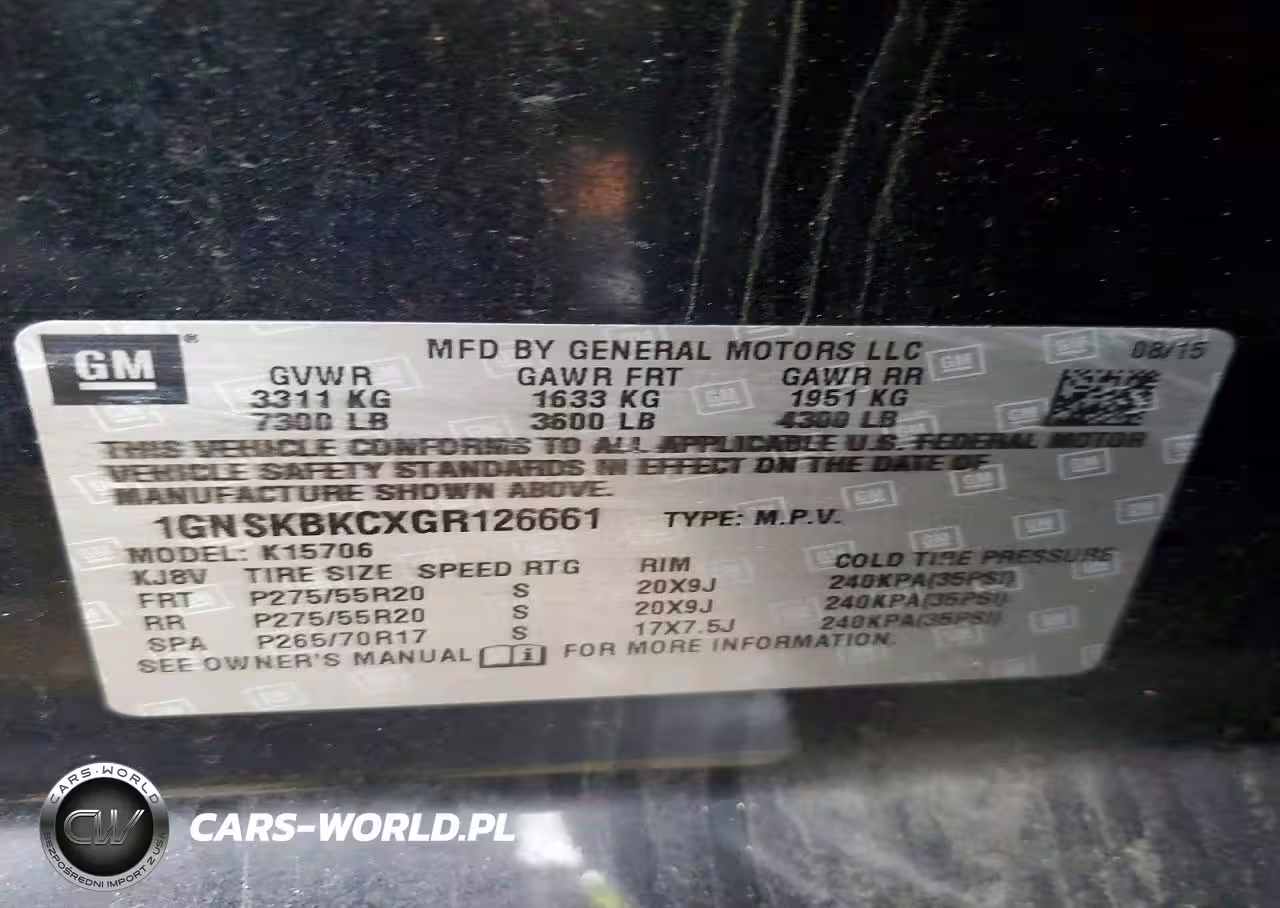 GM ®
MFD BY GENERAL MOTORS LLC 08/15
GVWR GAWR FRT GAWR RR
3311 KG 1633 KG 1951 KG
7300 LB 3600 LB 4300 LB
THIS VEHICLE CONFORMS TO ALL APPLICABLE U.S. FEDERAL MOTOR
VEHICLE SAFETY STANDARDS IN EFFECT ON THE DATE OF
MANUFACTURE SHOWN ABOVE.
1GNSKBKCXGR126661 TYPE: M.P.V.
MODEL: K15706
KJ8V TIRE SIZE SPEED RTG RIM COLD TIRE PRESSURE
FRT P275/55R20 S 20X9J 240KPA(35PSI)
RR P275/55R20 S 20X9J 240KPA(35PSI)
SPA P265/70R17 S 17X7.5J 240KPA(35PSI)
SEE OWNER'S MANUAL FOR MORE INFORMATION.
CARS-WORLD
CW
BEZPOŚREDNI IMPORT Z USA
CARS-WORLD.PL